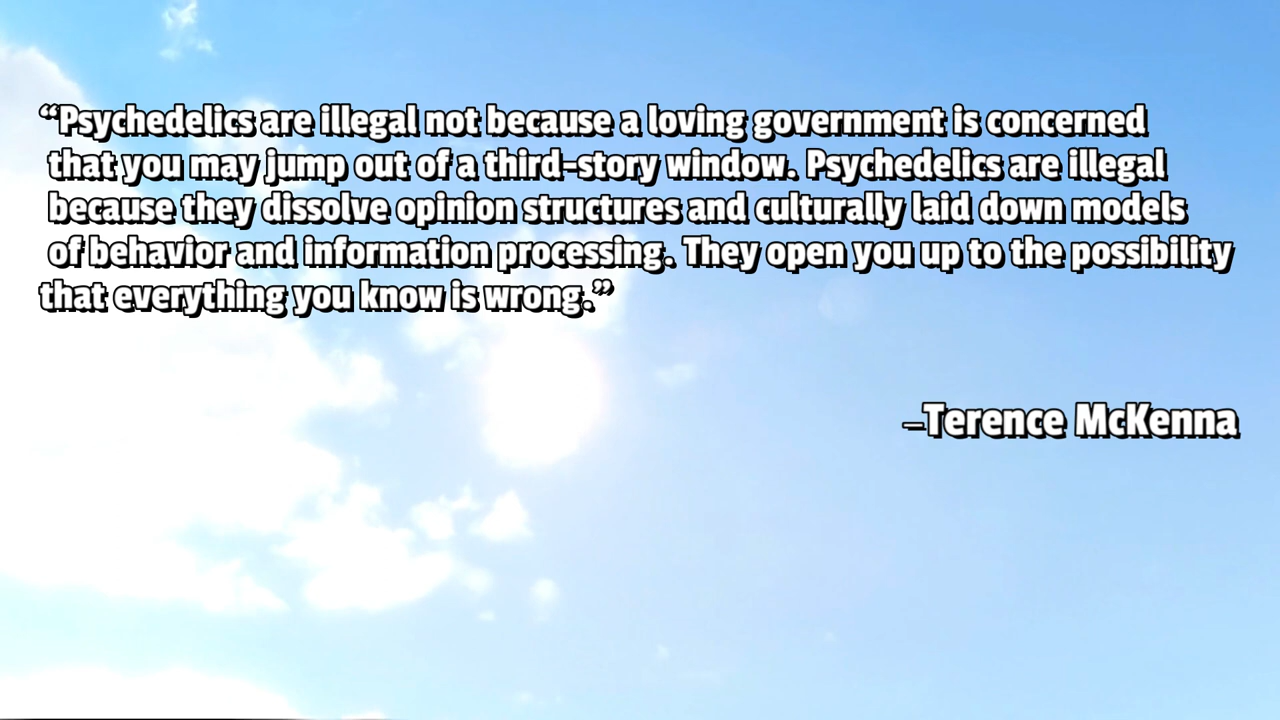 “Psychedelics are illegal not because a loving government is concerned
that you may jump out of a third-story window. Psychedelics are illegal
because they dissolve opinion structures and culturally laid down models
of behavior and information processing. They open you up to the possibility
that everything you know is wrong.”
–Terence McKenna